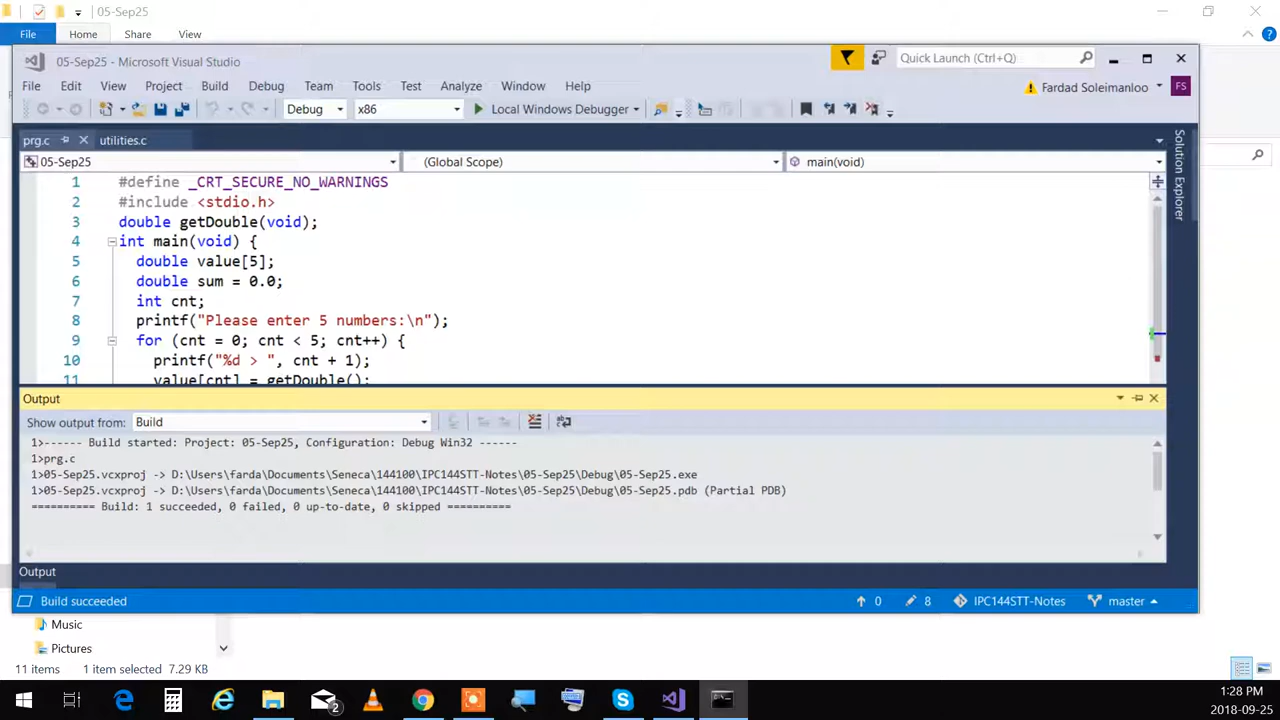 05-Sep25
File Home Share View
05-Sep25 - Microsoft Visual Studio
Quick Launch (Ctrl+Q)
File Edit View Project Build Debug Team Tools Test Analyze Window Help
Fardad Soleimanloo FS
Debug x86 Local Windows Debugger
prg.c utilities.c
05-Sep25 (Global Scope) main(void)
Solution Explorer
1 #define _CRT_SECURE_NO_WARNINGS
2 #include <stdio.h>
3 double getDouble(void);
4 int main(void) {
5 double value[5];
6 double sum = 0.0;
7 int cnt;
8 printf("Please enter 5 numbers:\n");
9 for (cnt = 0; cnt < 5; cnt++) {
10 printf("%d > ", cnt + 1);
11 value[cnt] = getDouble();
Output
Show output from: Build
1>------ Build started: Project: 05-Sep25, Configuration: Debug Win32 ------
1>prg.c
1>05-Sep25.vcxproj -> D:\Users\farda\Documents\Seneca\144100\IPC144STT-Notes\05-Sep25\Debug\05-Sep25.exe
1>05-Sep25.vcxproj -> D:\Users\farda\Documents\Seneca\144100\IPC144STT-Notes\05-Sep25\Debug\05-Sep25.pdb (Partial PDB)
========== Build: 1 succeeded, 0 failed, 0 up-to-date, 0 skipped ==========
Output
Build succeeded 0 8 IPC144STT-Notes master
Music
Pictures
11 items 1 item selected 7.29 KB
2
1:28 PM
2018-09-25